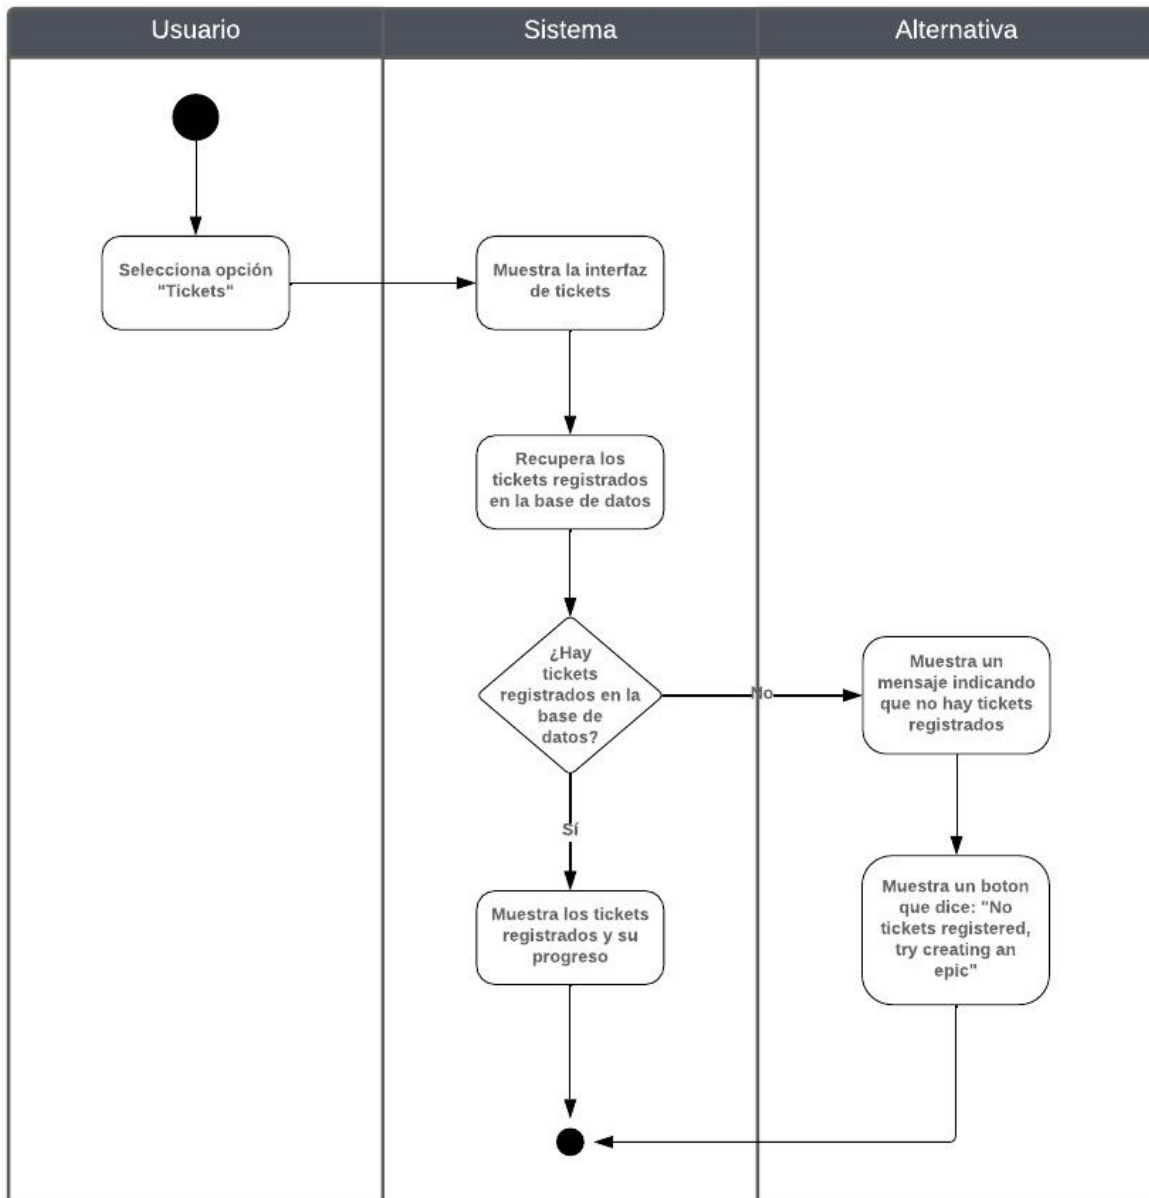 Usuario
Sistema
Alternativa
Selecciona opción
"Tickets"
Muestra la interfaz
de tickets
Recupera los
tickets registrados
en la base de datos
¿Hay
tickets
registrados en la
base de
datos?
No
Muestra un
mensaje indicando
que no hay tickets
registrados
Sí
Muestra los tickets
registrados y su
progreso
Muestra un boton
que dice: "No
tickets registered,
try creating an
epic"